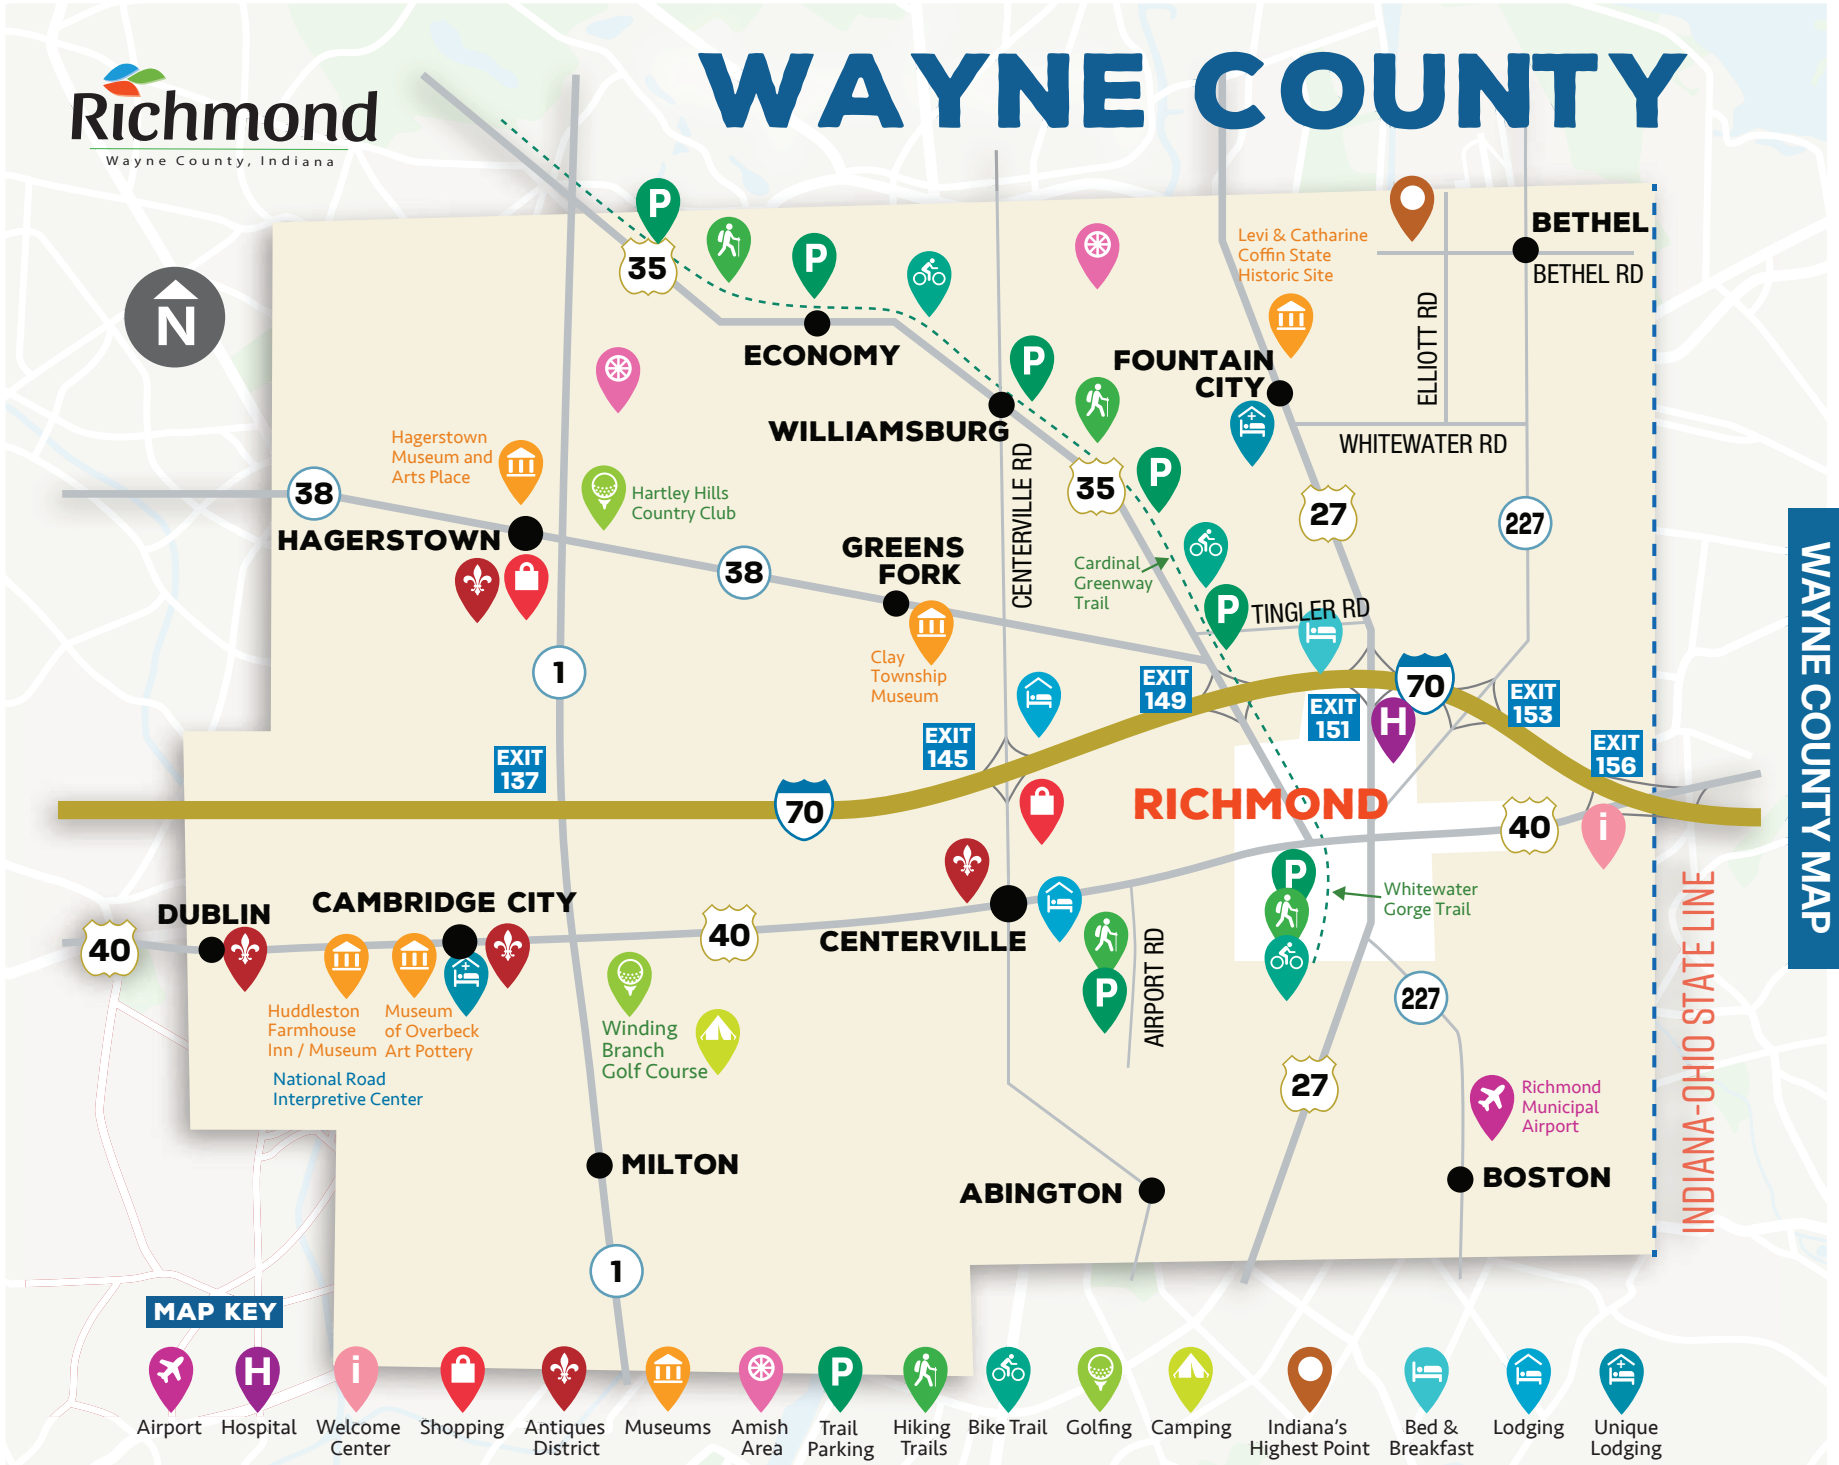 WAYNE COUNTY
Richmond
Wayne County, Indiana
N
P
35
P
Levi & Catharine
Coffin State
Historic Site
BETHEL
BETHEL RD
ELLIOTT RD
ECONOMY
P
FOUNTAIN
CITY
WILLIAMSBURG
WHITEWATER RD
Hagerstown
Museum and
Arts Place
38
Hartley Hills
Country Club
HAGERSTOWN
CENTERVILLE RD
35
P
27
227
GREENS
FORK
38
Cardinal
Greenway
Trail
P
TINGLER RD
1
Clay
Township
Museum
EXIT
149
70
EXIT
151
H
EXIT
153
EXIT
145
EXIT
156
EXIT
137
70
RICHMOND
40
i
WAYNE COUNTY MAP
INDIANA-OHIO STATE LINE
P
Whitewater
Gorge Trail
DUBLIN
CAMBRIDGE CITY
40
40
CENTERVILLE
P
AIRPORT RD
227
Huddleston
Farmhouse
Inn / Museum
Museum
of Overbeck
Art Pottery
National Road
Interpretive Center
Winding
Branch
Golf Course
27
Richmond
Municipal
Airport
MILTON
ABINGTON
BOSTON
1
MAP KEY
H
i
P
Airport
Hospital
Welcome
Center
Shopping
Antiques
District
Museums
Amish
Area
Trail
Parking
Hiking
Trails
Bike Trail
Golfing
Camping
Indiana's
Highest Point
Bed &
Breakfast
Lodging
Unique
Lodging